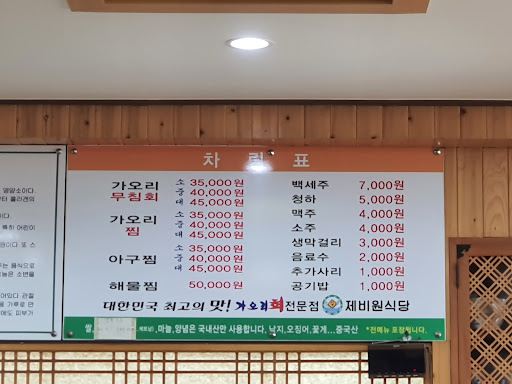 차림표
가오리 무침회
소 35,000원
중 40,000원
대 45,000원
가오리 찜
소 35,000원
중 40,000원
대 45,000원
아구찜
소 35,000원
중 40,000원
대 45,000원
해물찜 50,000원
백세주 7,000원
청하 5,000원
맥주 4,000원
소주 4,000원
생막걸리 3,000원
음료수 2,000원
추가사리 1,000원
공기밥 1,000원
대한민국 최고의 맛! 가오리회전문점 제비원식당
쌀, 마늘,양념은 국내산만 사용합니다. 낙지,오징어,꽃게...중국산 *전메뉴 포장됩니다.